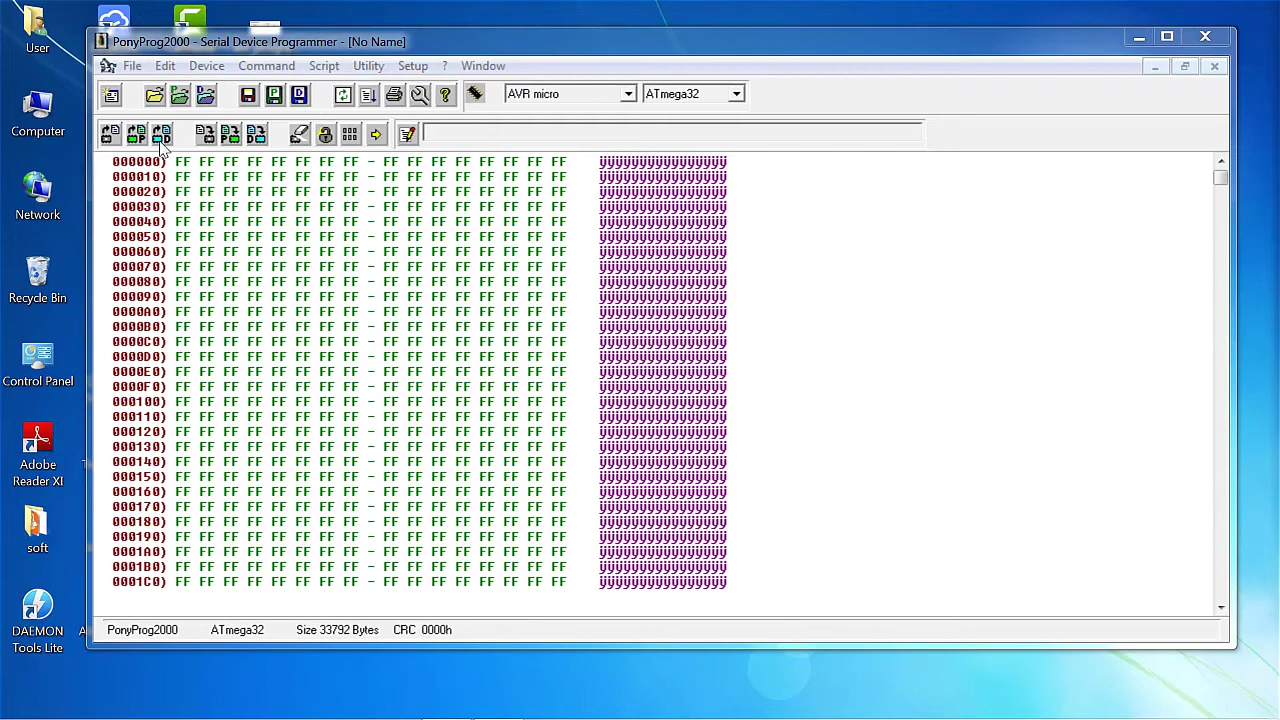 User
Computer
Network
Recycle Bin
Control Panel
Adobe
Reader XI
soft
DAEMON
Tools Lite
PonyProg2000 - Serial Device Programmer - [No Name]
File Edit Device Command Script Utility Setup ? Window
AVR micro ATmega32
000000) FF FF FF FF FF FF FF FF - FF FF FF FF FF FF FF FF ÿÿÿÿÿÿÿÿÿÿÿÿÿÿÿÿ
000010) FF FF FF FF FF FF FF FF - FF FF FF FF FF FF FF FF ÿÿÿÿÿÿÿÿÿÿÿÿÿÿÿÿ
000020) FF FF FF FF FF FF FF FF - FF FF FF FF FF FF FF FF ÿÿÿÿÿÿÿÿÿÿÿÿÿÿÿÿ
000030) FF FF FF FF FF FF FF FF - FF FF FF FF FF FF FF FF ÿÿÿÿÿÿÿÿÿÿÿÿÿÿÿÿ
000040) FF FF FF FF FF FF FF FF - FF FF FF FF FF FF FF FF ÿÿÿÿÿÿÿÿÿÿÿÿÿÿÿÿ
000050) FF FF FF FF FF FF FF FF - FF FF FF FF FF FF FF FF ÿÿÿÿÿÿÿÿÿÿÿÿÿÿÿÿ
000060) FF FF FF FF FF FF FF FF - FF FF FF FF FF FF FF FF ÿÿÿÿÿÿÿÿÿÿÿÿÿÿÿÿ
000070) FF FF FF FF FF FF FF FF - FF FF FF FF FF FF FF FF ÿÿÿÿÿÿÿÿÿÿÿÿÿÿÿÿ
000080) FF FF FF FF FF FF FF FF - FF FF FF FF FF FF FF FF ÿÿÿÿÿÿÿÿÿÿÿÿÿÿÿÿ
000090) FF FF FF FF FF FF FF FF - FF FF FF FF FF FF FF FF ÿÿÿÿÿÿÿÿÿÿÿÿÿÿÿÿ
0000A0) FF FF FF FF FF FF FF FF - FF FF FF FF FF FF FF FF ÿÿÿÿÿÿÿÿÿÿÿÿÿÿÿÿ
0000B0) FF FF FF FF FF FF FF FF - FF FF FF FF FF FF FF FF ÿÿÿÿÿÿÿÿÿÿÿÿÿÿÿÿ
0000C0) FF FF FF FF FF FF FF FF - FF FF FF FF FF FF FF FF ÿÿÿÿÿÿÿÿÿÿÿÿÿÿÿÿ
0000D0) FF FF FF FF FF FF FF FF - FF FF FF FF FF FF FF FF ÿÿÿÿÿÿÿÿÿÿÿÿÿÿÿÿ
0000E0) FF FF FF FF FF FF FF FF - FF FF FF FF FF FF FF FF ÿÿÿÿÿÿÿÿÿÿÿÿÿÿÿÿ
0000F0) FF FF FF FF FF FF FF FF - FF FF FF FF FF FF FF FF ÿÿÿÿÿÿÿÿÿÿÿÿÿÿÿÿ
000100) FF FF FF FF FF FF FF FF - FF FF FF FF FF FF FF FF ÿÿÿÿÿÿÿÿÿÿÿÿÿÿÿÿ
000110) FF FF FF FF FF FF FF FF - FF FF FF FF FF FF FF FF ÿÿÿÿÿÿÿÿÿÿÿÿÿÿÿÿ
000120) FF FF FF FF FF FF FF FF - FF FF FF FF FF FF FF FF ÿÿÿÿÿÿÿÿÿÿÿÿÿÿÿÿ
000130) FF FF FF FF FF FF FF FF - FF FF FF FF FF FF FF FF ÿÿÿÿÿÿÿÿÿÿÿÿÿÿÿÿ
000140) FF FF FF FF FF FF FF FF - FF FF FF FF FF FF FF FF ÿÿÿÿÿÿÿÿÿÿÿÿÿÿÿÿ
000150) FF FF FF FF FF FF FF FF - FF FF FF FF FF FF FF FF ÿÿÿÿÿÿÿÿÿÿÿÿÿÿÿÿ
000160) FF FF FF FF FF FF FF FF - FF FF FF FF FF FF FF FF ÿÿÿÿÿÿÿÿÿÿÿÿÿÿÿÿ
000170) FF FF FF FF FF FF FF FF - FF FF FF FF FF FF FF FF ÿÿÿÿÿÿÿÿÿÿÿÿÿÿÿÿ
000180) FF FF FF FF FF FF FF FF - FF FF FF FF FF FF FF FF ÿÿÿÿÿÿÿÿÿÿÿÿÿÿÿÿ
000190) FF FF FF FF FF FF FF FF - FF FF FF FF FF FF FF FF ÿÿÿÿÿÿÿÿÿÿÿÿÿÿÿÿ
0001A0) FF FF FF FF FF FF FF FF - FF FF FF FF FF FF FF FF ÿÿÿÿÿÿÿÿÿÿÿÿÿÿÿÿ
0001B0) FF FF FF FF FF FF FF FF - FF FF FF FF FF FF FF FF ÿÿÿÿÿÿÿÿÿÿÿÿÿÿÿÿ
0001C0) FF FF FF FF FF FF FF FF - FF FF FF FF FF FF FF FF ÿÿÿÿÿÿÿÿÿÿÿÿÿÿÿÿ
PonyProg2000 ATmega32 Size 33792 Bytes CRC 0000h